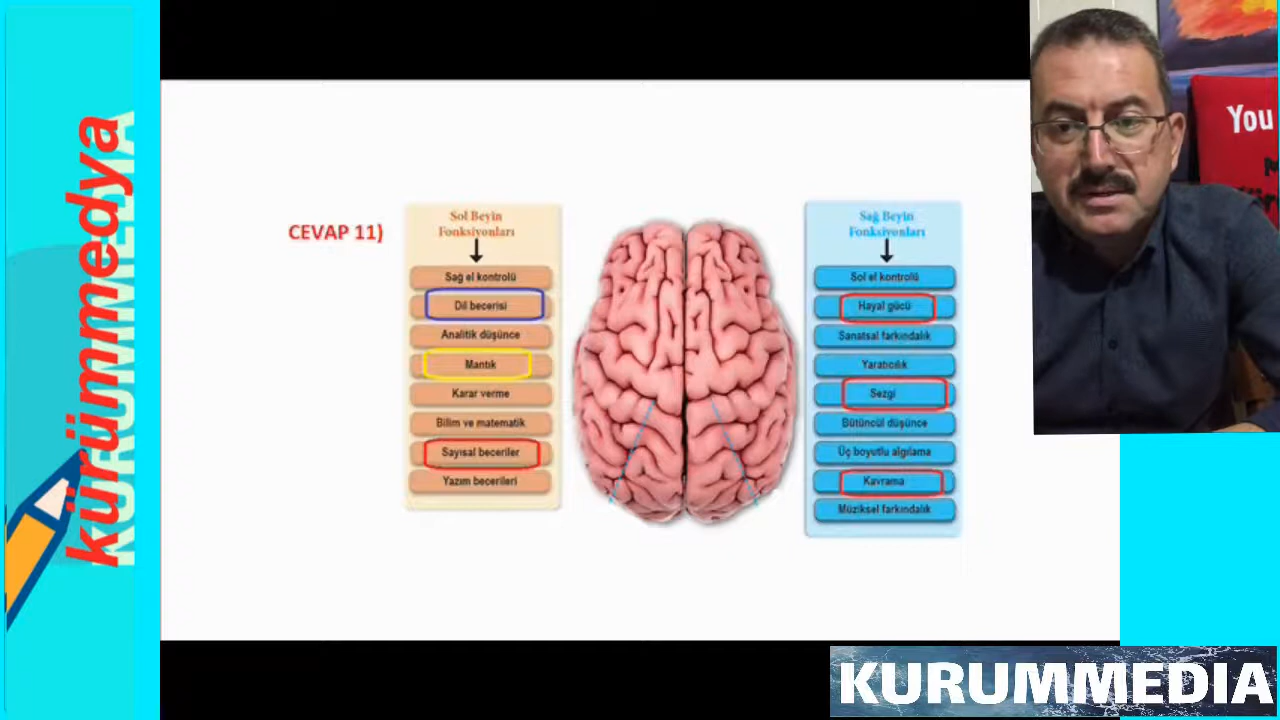 kürümmedya
KURUMMEDIA
CEVAP 11)
Sol Beyin
Fonksiyonları
Sağ el kontrolü
Dil becerisi
Analitik düşünce
Mantık
Karar verme
Bilim ve matematik
Sayısal beceriler
Yazım becerileri
Sağ Beyin
Fonksiyonları
Sol el kontrolü
Hayal gücü
Sanatsal farkındalık
Yaratıcılık
Sezgi
Bütüncül düşünce
Üç boyutlu algılama
Kavrama
Müziksel farkındalık
You
KURUMMEDIA